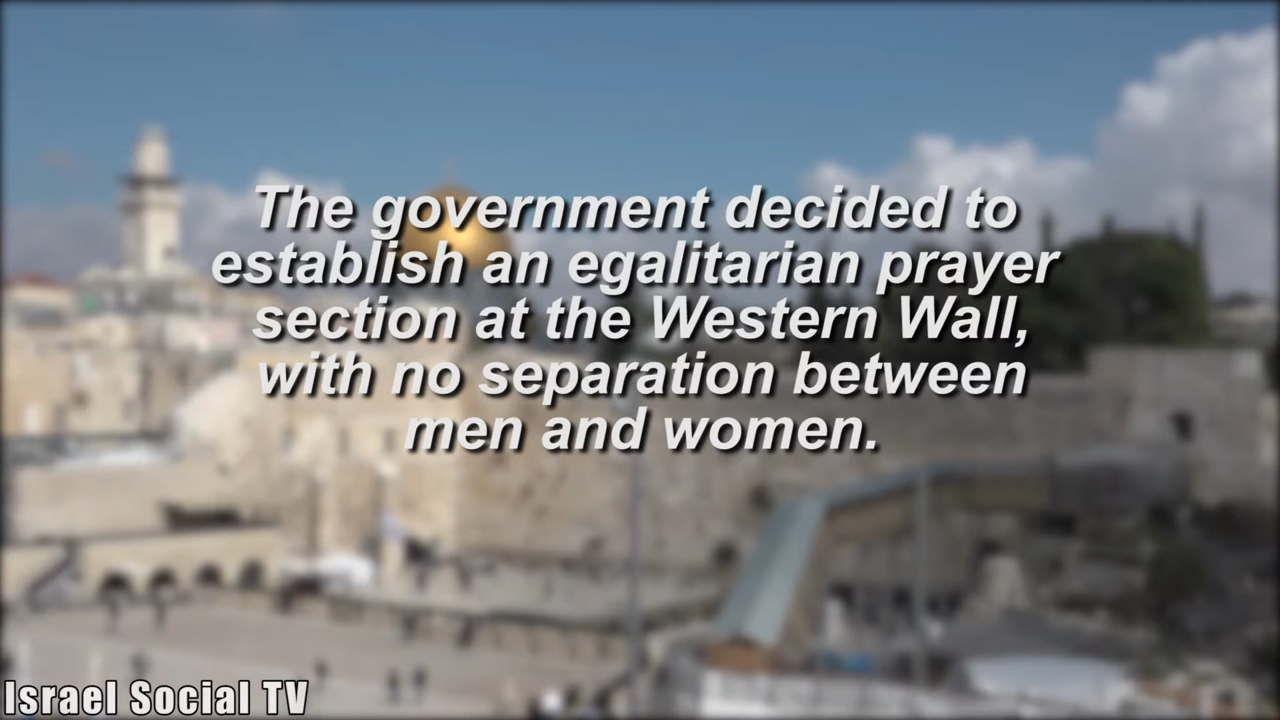 The government decided to
establish an egalitarian prayer
section at the Western Wall,
with no separation between
men and women.
Israel Social TV